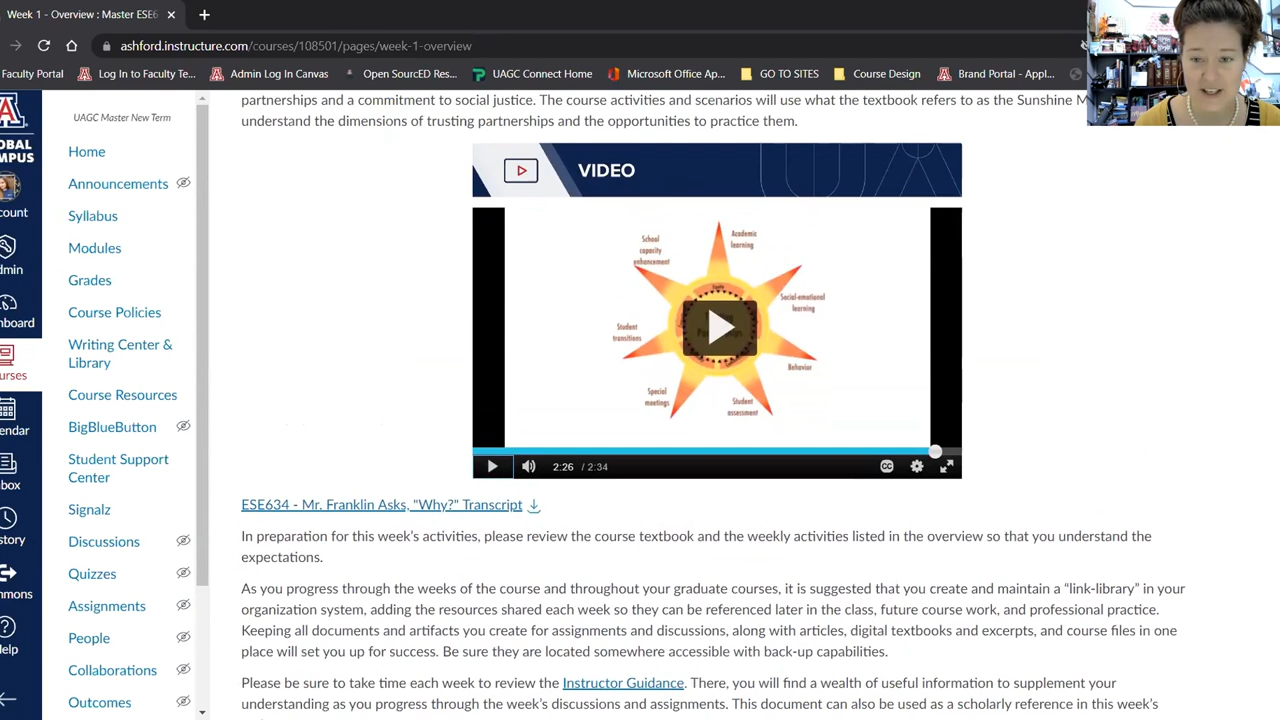 Week 1 - Overview : Master ESE6
ashford.instructure.com/courses/108501/pages/week-1-overview
Faculty Portal
Log In to Faculty Te...
Admin Log In Canvas
Open SourcED Res...
UAGC Connect Home
Microsoft Office Ap...
GO TO SITES
Course Design
Brand Portal - Appl...
GLOBAL
CAMPUS
count
dmin
hboard
urses
endar
box
story
mmons
elp
UAGC Master New Term
Home
Announcements
Syllabus
Modules
Grades
Course Policies
Writing Center &
Library
Course Resources
BigBlueButton
Student Support
Center
Signalz
Discussions
Quizzes
Assignments
People
Collaborations
Outcomes
partnerships and a commitment to social justice. The course activities and scenarios will use what the textbook refers to as the Sunshine M
understand the dimensions of trusting partnerships and the opportunities to practice them.
VIDEO
School
capacity
enhancement
Academic
learning
Social-emotional
learning
Student
transitions
Behavior
Special
meetings
Student
assessment
2:26 / 2:34
CC
ESE634 - Mr. Franklin Asks, "Why?" Transcript
In preparation for this week's activities, please review the course textbook and the weekly activities listed in the overview so that you understand the
expectations.
As you progress through the weeks of the course and throughout your graduate courses, it is suggested that you create and maintain a “link-library” in your
organization system, adding the resources shared each week so they can be referenced later in the class, future course work, and professional practice.
Keeping all documents and artifacts you create for assignments and discussions, along with articles, digital textbooks and excerpts, and course files in one
place will set you up for success. Be sure they are located somewhere accessible with back-up capabilities.
Please be sure to take time each week to review the Instructor Guidance. There, you will find a wealth of useful information to supplement your
understanding as you progress through the week's discussions and assignments. This document can also be used as a scholarly reference in this week's